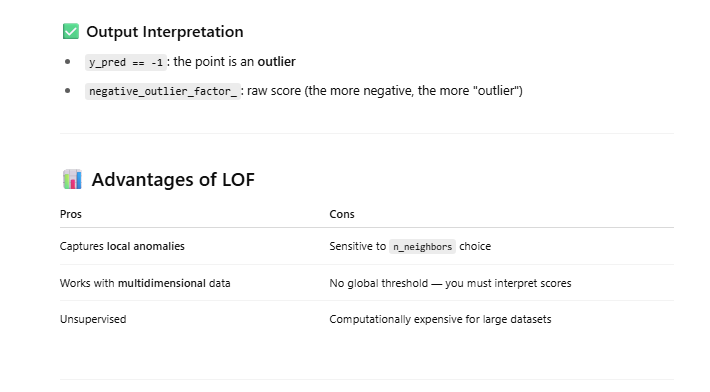 ✅ Output Interpretation
• y_pred == -1 : the point is an outlier
• negative_outlier_factor_ : raw score (the more negative, the more "outlier")
📊 Advantages of LOF
Pros Cons
Captures local anomalies Sensitive to n_neighbors choice
Works with multidimensional data No global threshold — you must interpret scores
Unsupervised Computationally expensive for large datasets